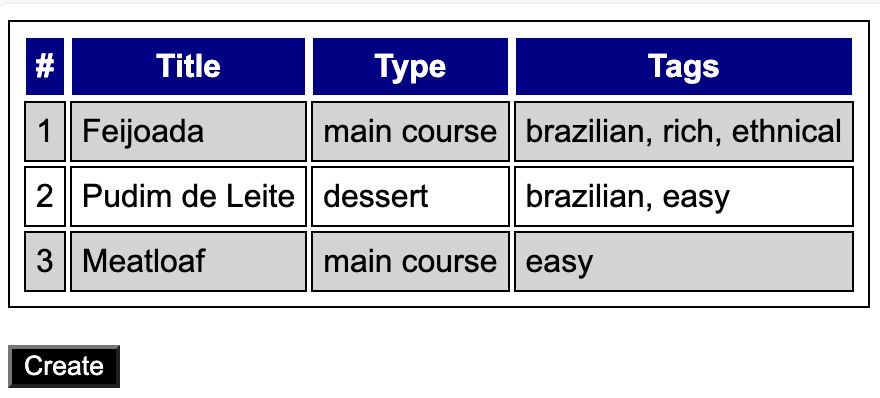 # Title Type Tags
1 Feijoada main course brazilian, rich, ethnical
2 Pudim de Leite dessert brazilian, easy
3 Meatloaf main course easy
Create